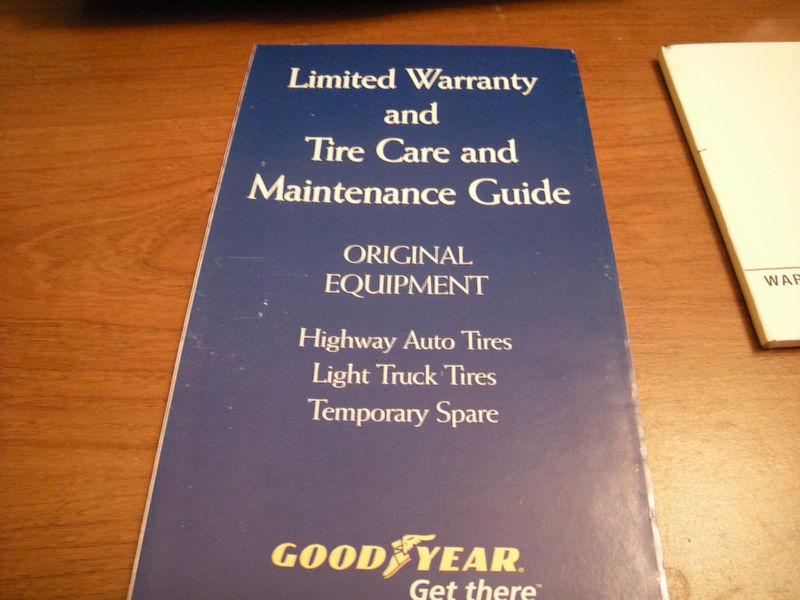 Limited Warranty
and
Tire Care and
Maintenance Guide
ORIGINAL
EQUIPMENT
Highway Auto Tires
Light Truck Tires
Temporary Spare
GOODYEAR
Get there™